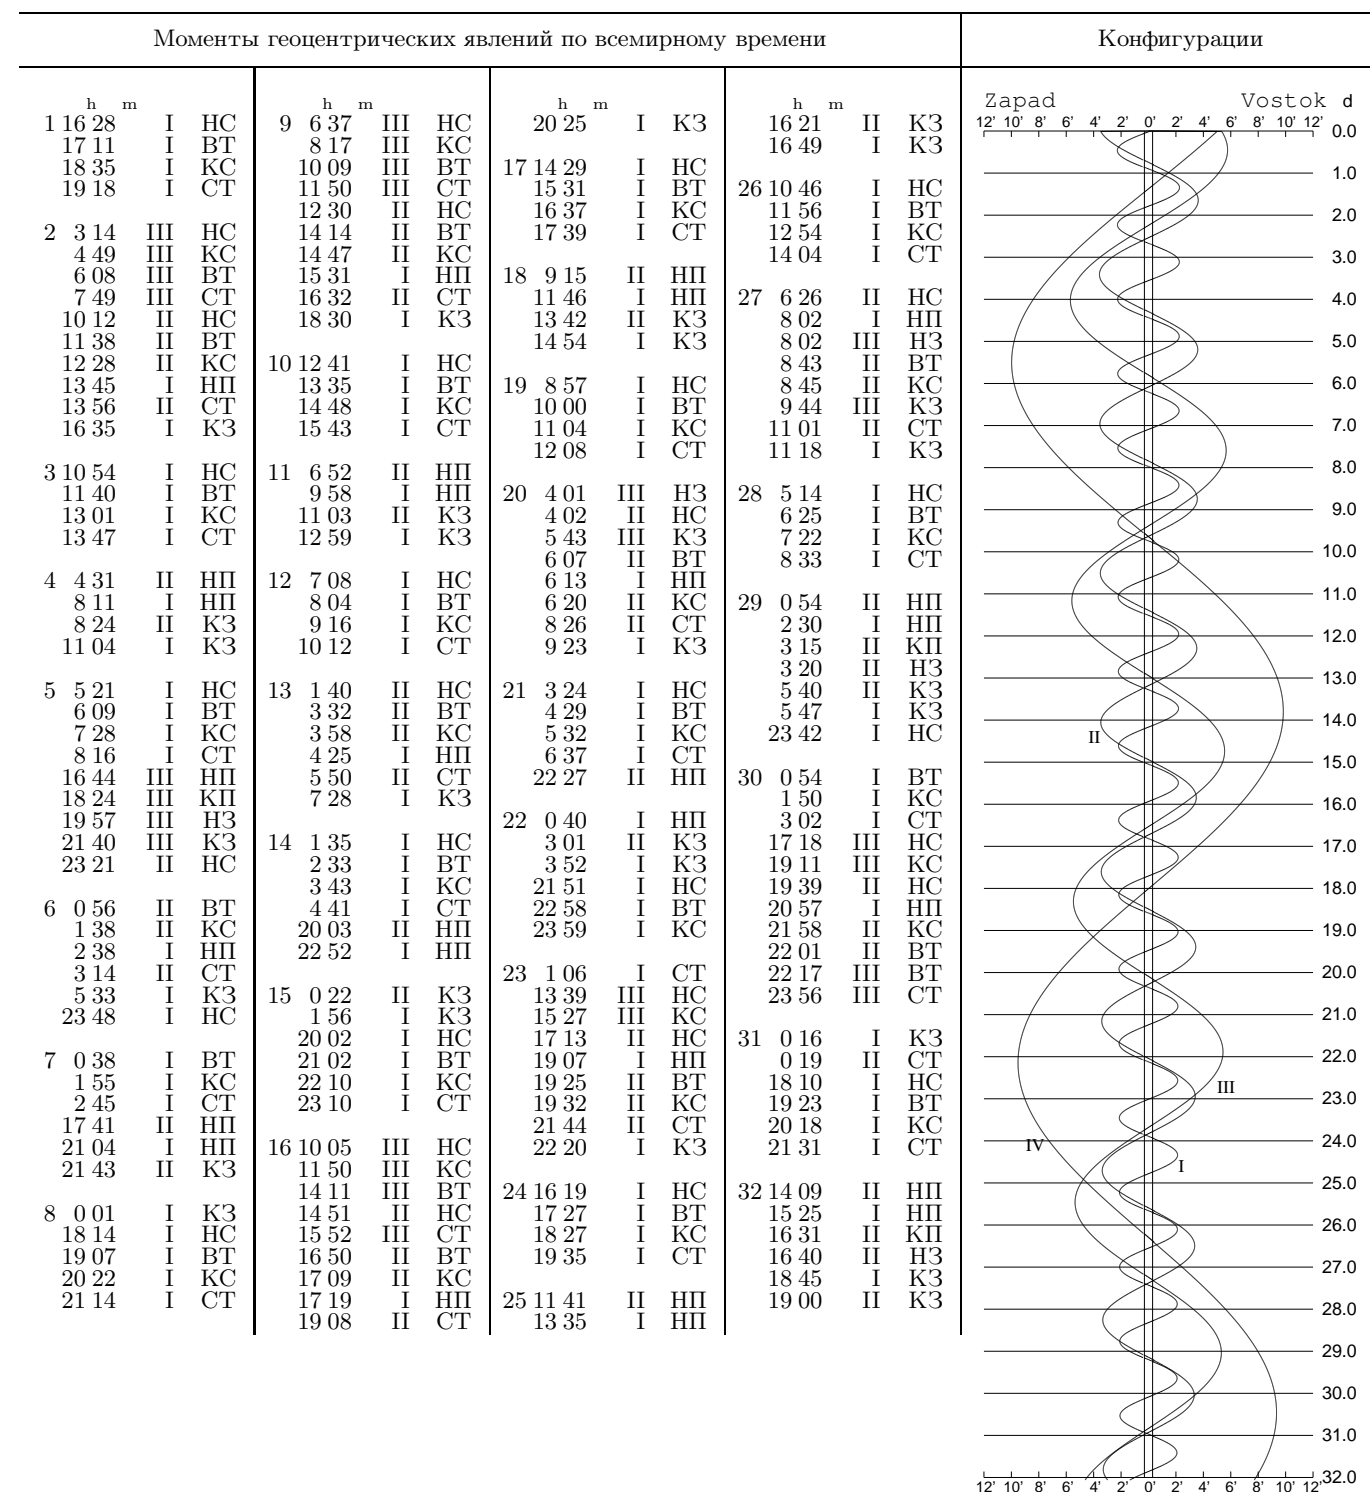 Моменты геоцентрических явлений по всемирному времени
Конфигурации
h m
1 16 28 I НС
17 11 I ВТ
18 35 I КС
19 18 I СТ
2 3 14 III НС
4 49 III КС
6 08 III ВТ
7 49 III СТ
10 12 II НС
11 38 II ВТ
12 28 II КС
13 45 I НП
13 56 II СТ
16 35 I КЗ
3 10 54 I НС
11 40 I ВТ
13 01 I КС
13 47 I СТ
4 4 31 II НП
8 11 I НП
8 24 II КЗ
11 04 I КЗ
5 5 21 I НС
6 09 I ВТ
7 28 I КС
8 16 I СТ
16 44 III НП
18 24 III КП
19 57 III НЗ
21 40 III КЗ
23 21 II НС
6 0 56 II ВТ
1 38 II КС
2 38 I НП
3 14 II СТ
5 33 I КЗ
23 48 I НС
7 0 38 I ВТ
1 55 I КС
2 45 I СТ
17 41 II НП
21 04 I НП
21 43 II КЗ
8 0 01 I КЗ
18 14 I НС
19 07 I ВТ
20 22 I КС
21 14 I СТ
h m
9 6 37 III НС
8 17 III КС
10 09 III ВТ
11 50 III СТ
12 30 II НС
14 14 II ВТ
14 47 II КС
15 31 I НП
16 32 II СТ
18 30 I КЗ
10 12 41 I НС
13 35 I ВТ
14 48 I КС
15 43 I СТ
11 6 52 II НП
9 58 I НП
11 03 II КЗ
12 59 I КЗ
12 7 08 I НС
8 04 I ВТ
9 16 I КС
10 12 I СТ
13 1 40 II НС
3 32 II ВТ
3 58 II КС
4 25 I НП
5 50 II СТ
7 28 I КЗ
14 1 35 I НС
2 33 I ВТ
3 43 I КС
4 41 I СТ
20 03 II НП
22 52 I НП
15 0 22 II КЗ
1 56 I КЗ
20 02 I НС
21 02 I ВТ
22 10 I КС
23 10 I СТ
16 10 05 III НС
11 50 III КС
14 11 III ВТ
14 51 II НС
15 52 III СТ
16 50 II ВТ
17 09 II КС
17 19 I НП
19 08 II СТ
h m
20 25 I КЗ
17 14 29 I НС
15 31 I ВТ
16 37 I КС
17 39 I СТ
18 9 15 II НП
11 46 I НП
13 42 II КЗ
14 54 I КЗ
19 8 57 I НС
10 00 I ВТ
11 04 I КС
12 08 I СТ
20 4 01 III НЗ
4 02 II НС
5 43 III КЗ
6 07 II ВТ
6 13 I НП
6 20 II КС
8 26 II СТ
9 23 I КЗ
21 3 24 I НС
4 29 I ВТ
5 32 I КС
6 37 I СТ
22 27 II НП
22 0 40 I НП
3 01 II КЗ
3 52 I КЗ
21 51 I НС
22 58 I ВТ
23 59 I КС
23 1 06 I СТ
13 39 III НС
15 27 III КС
17 13 II НС
19 07 I НП
19 25 II ВТ
19 32 II КС
21 44 II СТ
22 20 I КЗ
24 16 19 I НС
17 27 I ВТ
18 27 I КС
19 35 I СТ
25 11 41 II НП
13 35 I НП
h m
16 21 II КЗ
16 49 I КЗ
26 10 46 I НС
11 56 I ВТ
12 54 I КС
14 04 I СТ
27 6 26 II НС
8 02 I НП
8 02 III НЗ
8 43 II ВТ
8 45 II КС
9 44 III КЗ
11 01 II СТ
11 18 I КЗ
28 5 14 I НС
6 25 I ВТ
7 22 I КС
8 33 I СТ
29 0 54 II НП
2 30 I НП
3 15 II КП
3 20 II НЗ
5 40 II КЗ
5 47 I КЗ
23 42 I НС
30 0 54 I ВТ
1 50 I КС
3 02 I СТ
17 18 III НС
19 11 III КС
19 39 II НС
20 57 I НП
21 58 II КС
22 01 II ВТ
22 17 III ВТ
23 56 III СТ
31 0 16 I КЗ
0 19 II СТ
18 10 I НС
19 23 I ВТ
20 18 I КС
21 31 I СТ
32 14 09 II НП
15 25 I НП
16 31 II КП
16 40 II НЗ
18 45 I КЗ
19 00 II КЗ
Zapad Vostok d
12' 10' 8' 6' 4' 2' 0' 2' 4' 6' 8' 10' 12' 0.0
1.0
2.0
3.0
4.0
5.0
6.0
7.0
8.0
9.0
10.0
11.0
12.0
13.0
14.0
II
15.0
16.0
17.0
18.0
19.0
20.0
21.0
22.0
III
23.0
24.0
IV
I
25.0
26.0
27.0
28.0
29.0
30.0
31.0
32.0
12' 10' 8' 6' 4' 2' 0' 2' 4' 6' 8' 10' 12'